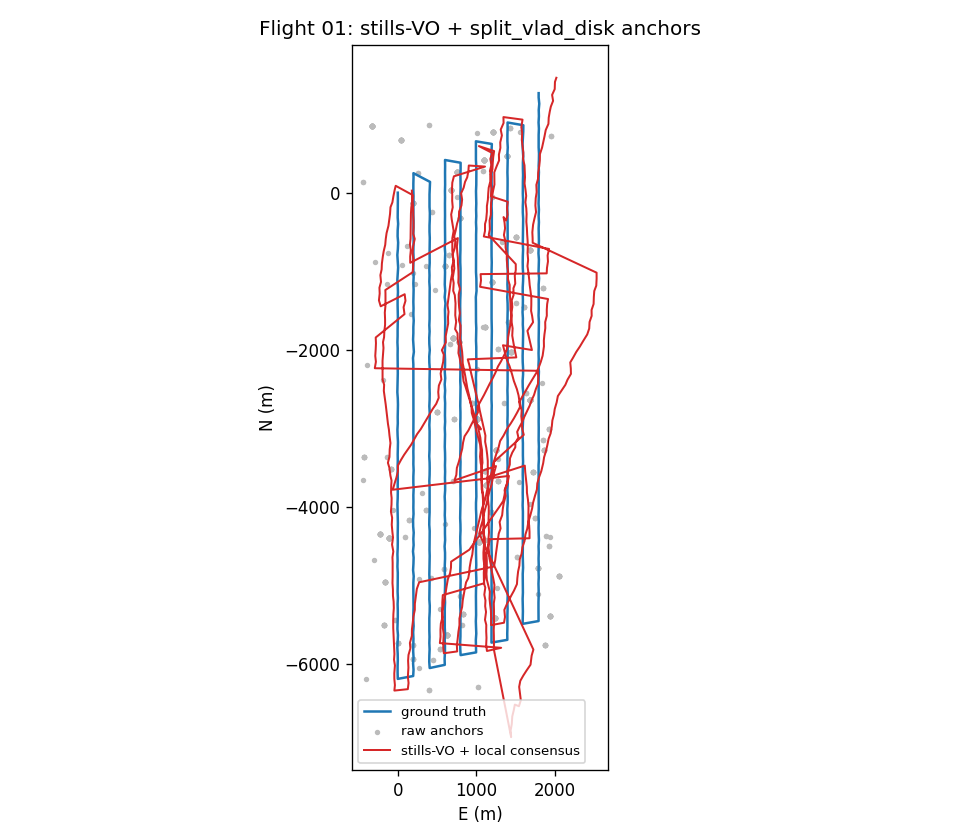 Flight 01: stills-VO + split_vlad_disk anchors
0
−2000
−4000
−6000
N (m)
ground truth
raw anchors
stills-VO + local consensus
0
1000
2000
E (m)